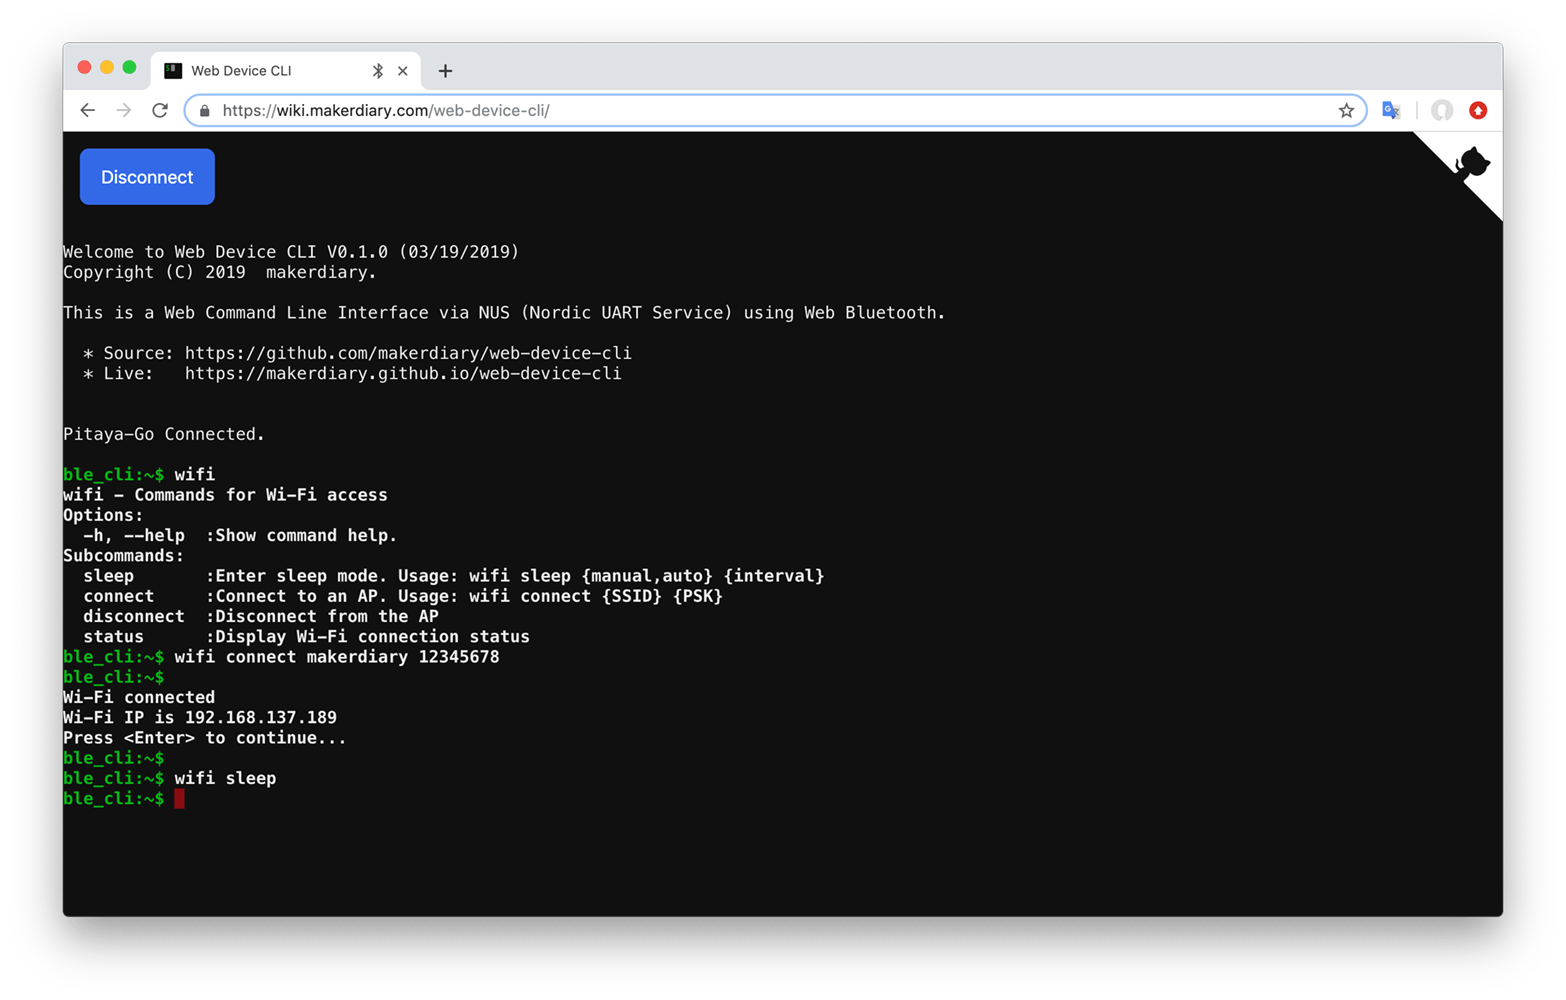 Web Device CLI
https://wiki.makerdiary.com/web-device-cli/
Disconnect
Welcome to Web Device CLI V0.1.0 (03/19/2019)
Copyright (C) 2019  makerdiary.
This is a Web Command Line Interface via NUS (Nordic UART Service) using Web Bluetooth.
* Source: https://github.com/makerdiary/web-device-cli
* Live:   https://makerdiary.github.io/web-device-cli
Pitaya-Go Connected.
ble_cli:~$ wifi
wifi - Commands for Wi-Fi access
Options:
-h, --help  :Show command help.
Subcommands:
sleep       :Enter sleep mode. Usage: wifi sleep {manual,auto} {interval}
connect     :Connect to an AP. Usage: wifi connect {SSID} {PSK}
disconnect  :Disconnect from the AP
status      :Display Wi-Fi connection status
ble_cli:~$ wifi connect makerdiary 12345678
ble_cli:~$
Wi-Fi connected
Wi-Fi IP is 192.168.137.189
Press <Enter> to continue...
ble_cli:~$
ble_cli:~$ wifi sleep
ble_cli:~$